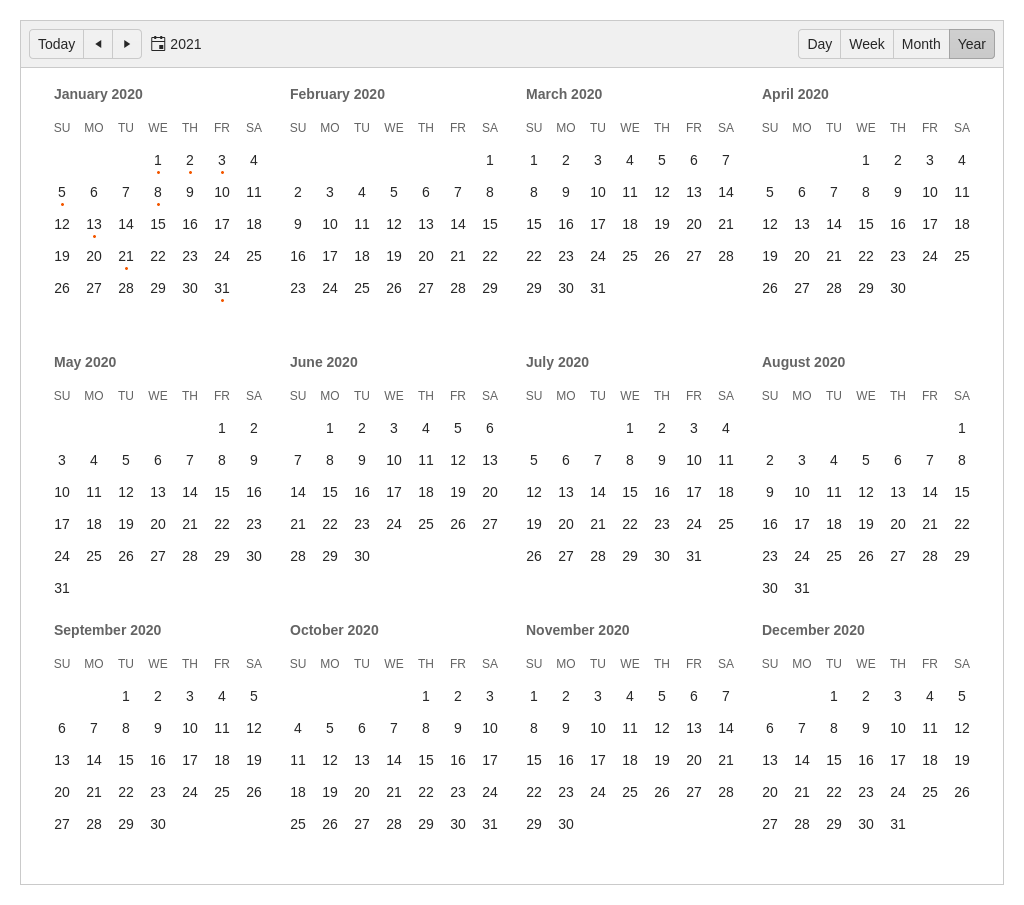 Today 2021 Day Week Month Year
January 2020 February 2020 March 2020 April 2020
SU MO TU WE TH FR SA SU MO TU WE TH FR SA SU MO TU WE TH FR SA SU MO TU WE TH FR SA
1 2 3 4 1 1 2 3 4 5 6 7 1 2 3 4
5 6 7 8 9 10 11 2 3 4 5 6 7 8 8 9 10 11 12 13 14 5 6 7 8 9 10 11
12 13 14 15 16 17 18 9 10 11 12 13 14 15 15 16 17 18 19 20 21 12 13 14 15 16 17 18
19 20 21 22 23 24 25 16 17 18 19 20 21 22 22 23 24 25 26 27 28 19 20 21 22 23 24 25
26 27 28 29 30 31 23 24 25 26 27 28 29 29 30 31 26 27 28 29 30
May 2020 June 2020 July 2020 August 2020
SU MO TU WE TH FR SA SU MO TU WE TH FR SA SU MO TU WE TH FR SA SU MO TU WE TH FR SA
1 2 1 2 3 4 5 6 1 2 3 4 1
3 4 5 6 7 8 9 7 8 9 10 11 12 13 5 6 7 8 9 10 11 2 3 4 5 6 7 8
10 11 12 13 14 15 16 14 15 16 17 18 19 20 12 13 14 15 16 17 18 9 10 11 12 13 14 15
17 18 19 20 21 22 23 21 22 23 24 25 26 27 19 20 21 22 23 24 25 16 17 18 19 20 21 22
24 25 26 27 28 29 30 28 29 30 26 27 28 29 30 31 23 24 25 26 27 28 29
31 30 31
September 2020 October 2020 November 2020 December 2020
SU MO TU WE TH FR SA SU MO TU WE TH FR SA SU MO TU WE TH FR SA SU MO TU WE TH FR SA
1 2 3 4 5 1 2 3 1 2 3 4 5 6 7 1 2 3 4 5
6 7 8 9 10 11 12 4 5 6 7 8 9 10 8 9 10 11 12 13 14 6 7 8 9 10 11 12
13 14 15 16 17 18 19 11 12 13 14 15 16 17 15 16 17 18 19 20 21 13 14 15 16 17 18 19
20 21 22 23 24 25 26 18 19 20 21 22 23 24 22 23 24 25 26 27 28 20 21 22 23 24 25 26
27 28 29 30 25 26 27 28 29 30 31 29 30 27 28 29 30 31